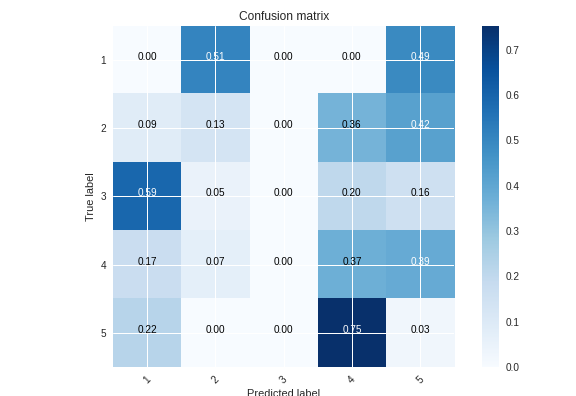 Confusion matrix
0.7
1 0.00 0.51 0.00 0.00 0.49
0.6
2 0.09 0.13 0.00 0.36 0.42
0.5
True label
3 0.59 0.05 0.00 0.20 0.16
0.4
0.3
4 0.17 0.07 0.00 0.37 0.39
0.2
5 0.22 0.00 0.00 0.75 0.03
0.1
0.0
1 2 3 4 5
Predicted label